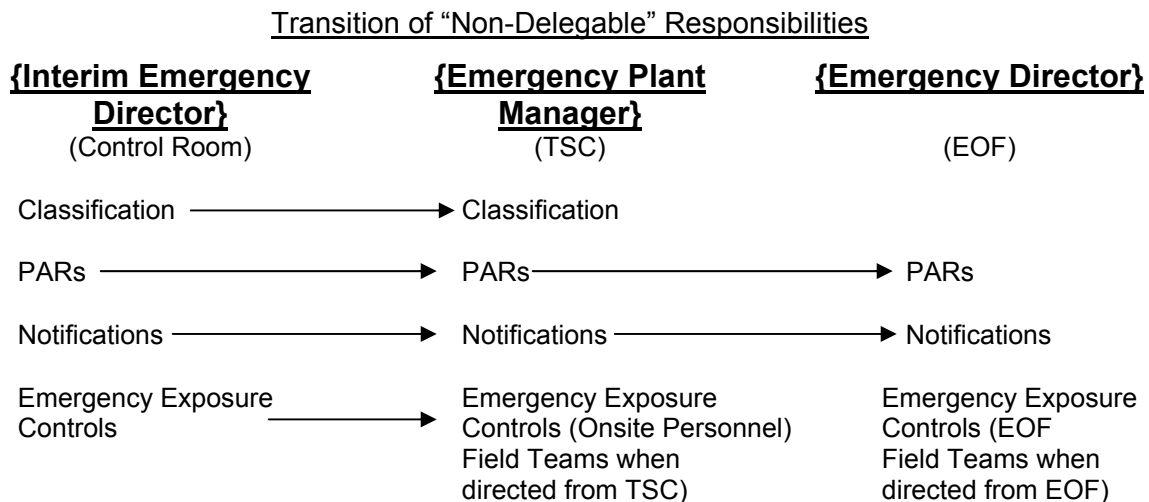 Transition of “Non-Delegable” Responsibilities
{Interim Emergency Director}
(Control Room)
{Emergency Plant Manager}
(TSC)
{Emergency Director}
(EOF)
Classification
Classification
PARs
PARs
PARs
Notifications
Notifications
Notifications
Emergency Exposure
Controls
Emergency Exposure
Controls (Onsite Personnel)
Field Teams when
directed from TSC)
Emergency Exposure
Controls (EOF
Field Teams when
directed from EOF)